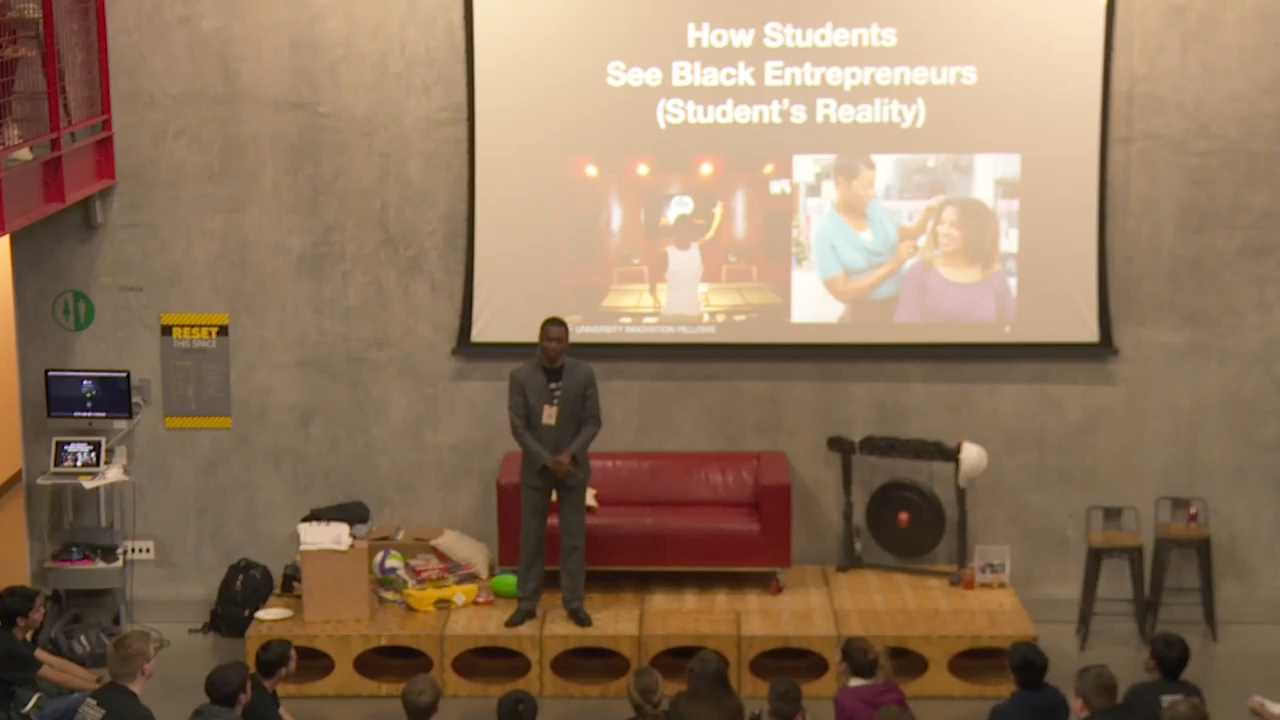 How Students
See Black Entrepreneurs
(Student's Reality)
UNIVERSITY INNOVATION FELLOWS
RESET
THIS SPACE